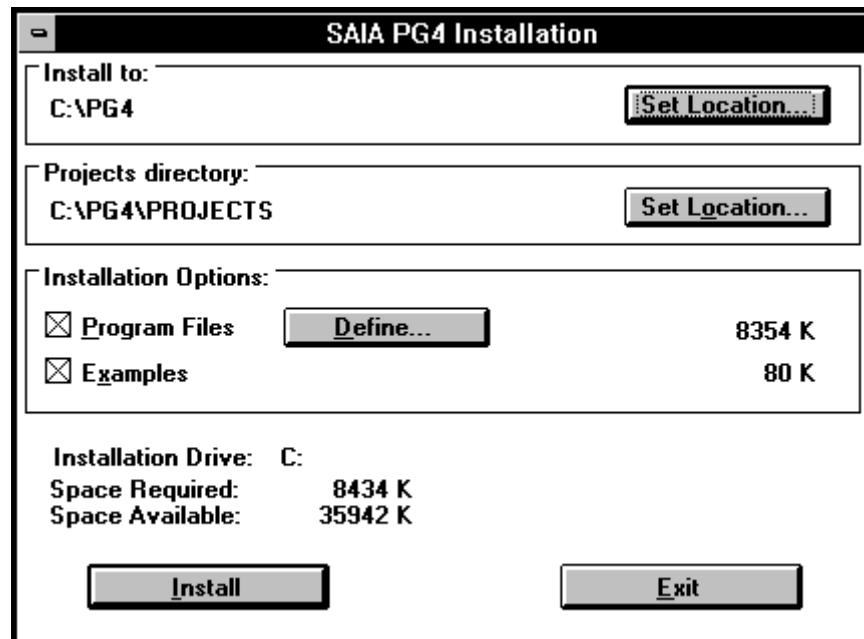 SAIA PG4 Installation
Install to:
C:\PG4 Set Location...
Projects directory:
C:\PG4\PROJECTS Set Location...
Installation Options:
Program Files Define... 8354 K
Examples 80 K
Installation Drive: C:
Space Required: 8434 K
Space Available: 35942 K
Install Exit